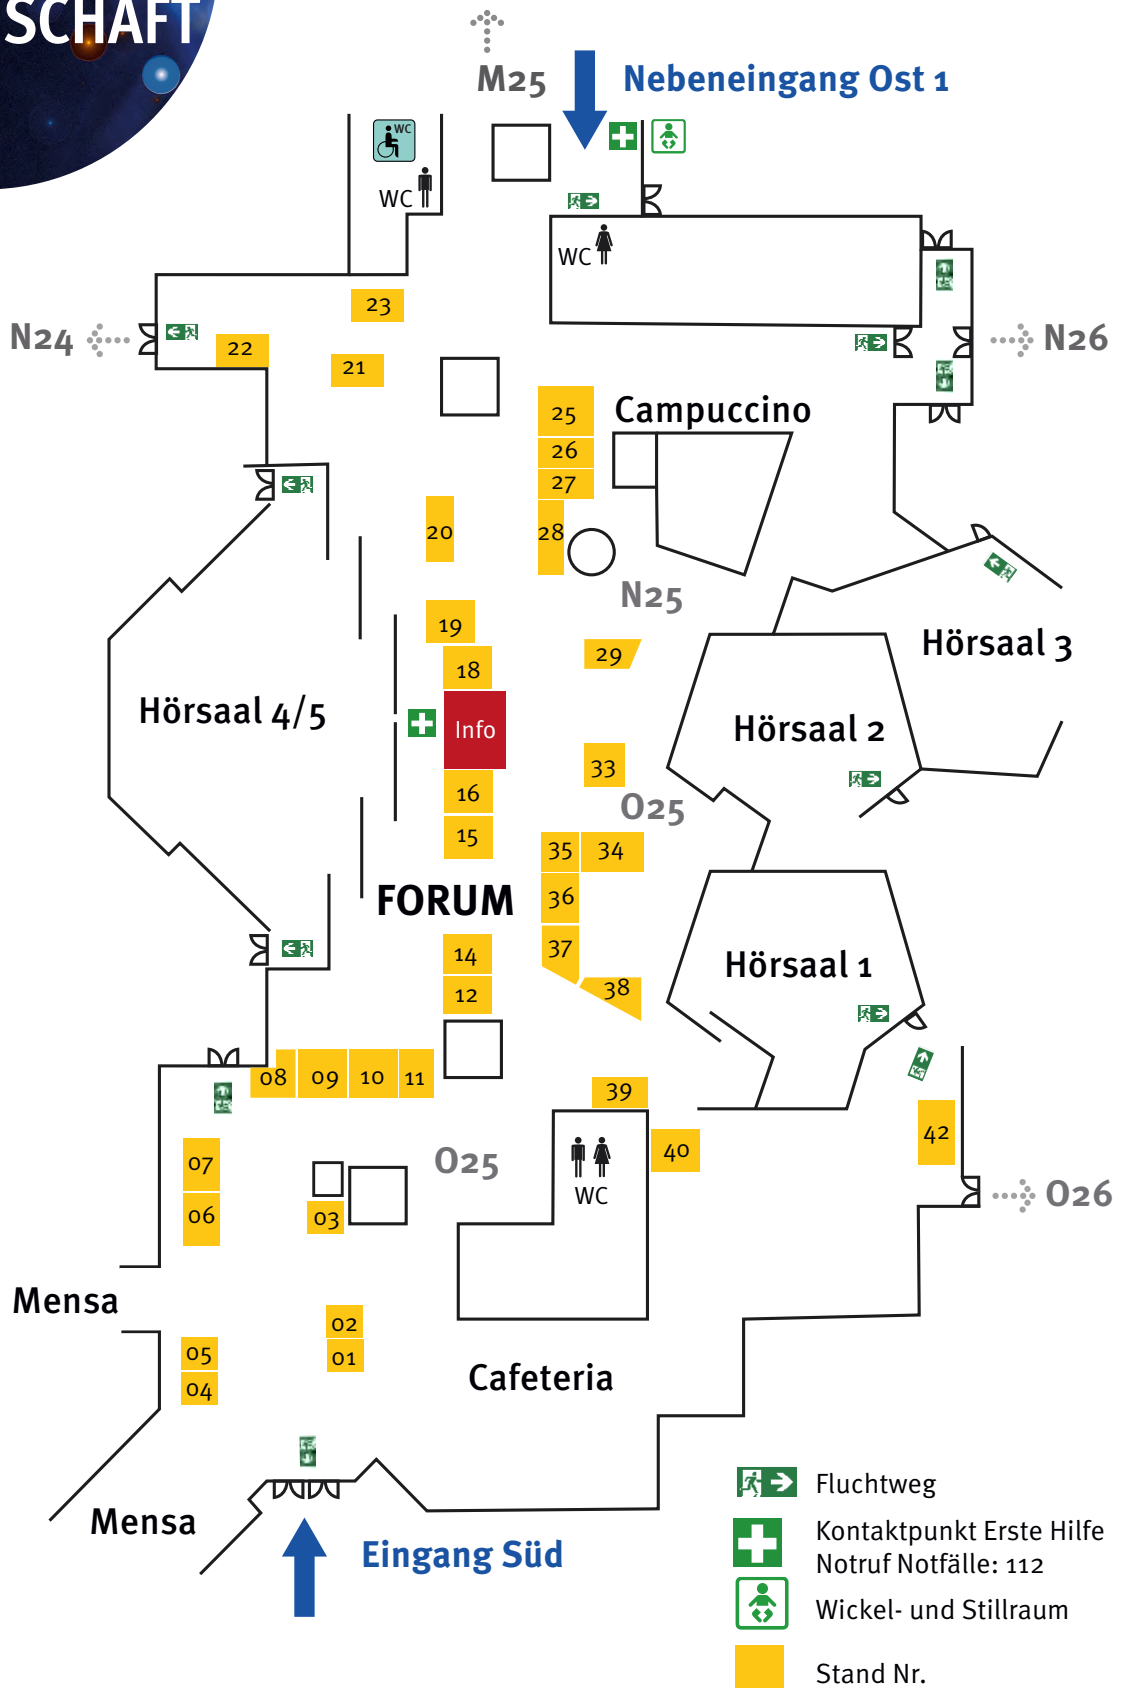 SCHAFT
M25
Nebeneingang Ost 1
WC
WC
WC
23
N24
22
21
N26
25
Campuccino
26
27
20
28
N25
19
29
Hörsaal 3
18
Hörsaal 4/5
Info
Hörsaal 2
33
16
O25
15
35
34
FORUM
36
37
14
Hörsaal 1
12
38
08
09
10
11
39
42
07
O25
40
WC
O26
06
03
Mensa
02
05
01
04
Cafeteria
Mensa
Eingang Süd
Fluchtweg
Kontaktpunkt Erste Hilfe
Notruf Notfälle: 112
Wickel- und Stillraum
Stand Nr.